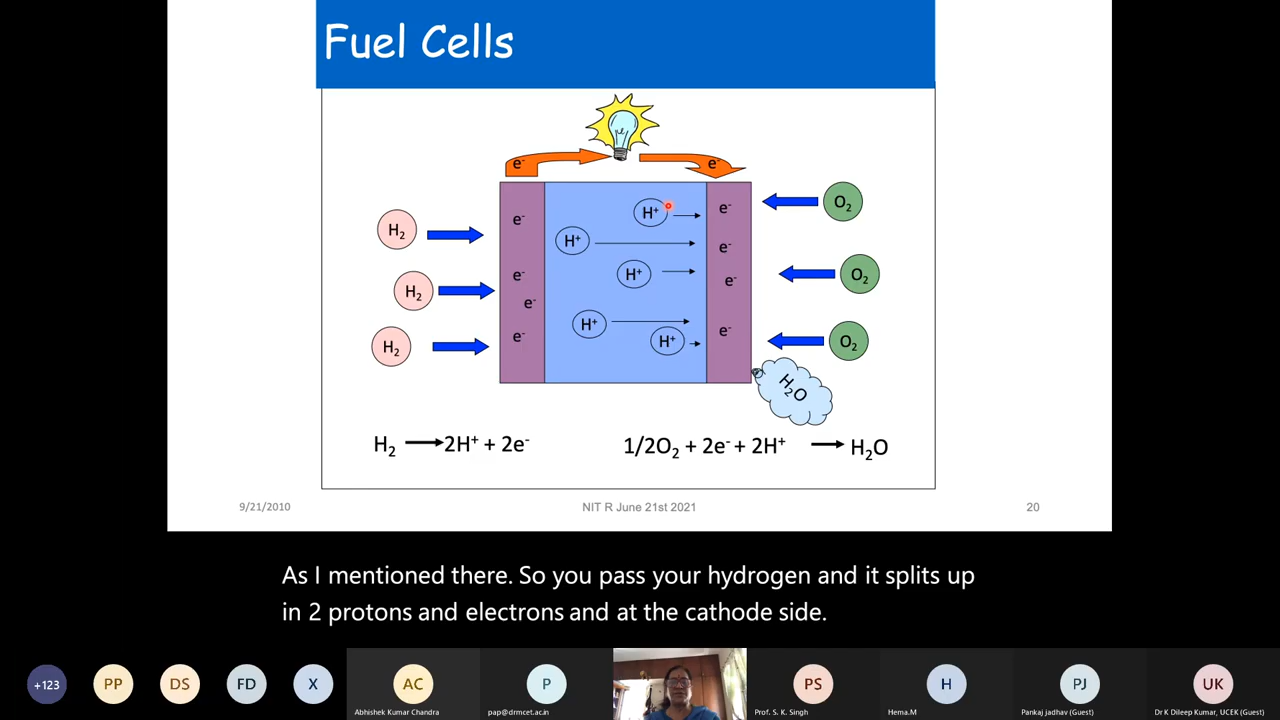 Fuel Cells
e⁻ e⁻
H₂ e⁻ H⁺ e⁻ O₂
H⁺ e⁻
H₂ e⁻ H⁺ e⁻ O₂
e⁻
H₂ e⁻ H⁺ e⁻ O₂
H⁺
H₂O
H₂ → 2H⁺ + 2e⁻ 1/2O₂ + 2e⁻ + 2H⁺ → H₂O
9/21/2010 NIT R June 21st 2021 20
As I mentioned there. So you pass your hydrogen and it splits up
in 2 protons and electrons and at the cathode side.
+123 PP DS FD X AC P PS H PJ UK
Abhishek Kumar Chandra pap@drmcet.ac.in Prof. S. K. Singh Hema.M Pankaj jadhav (Guest) Dr K Dileep Kumar, UCEK (Guest)